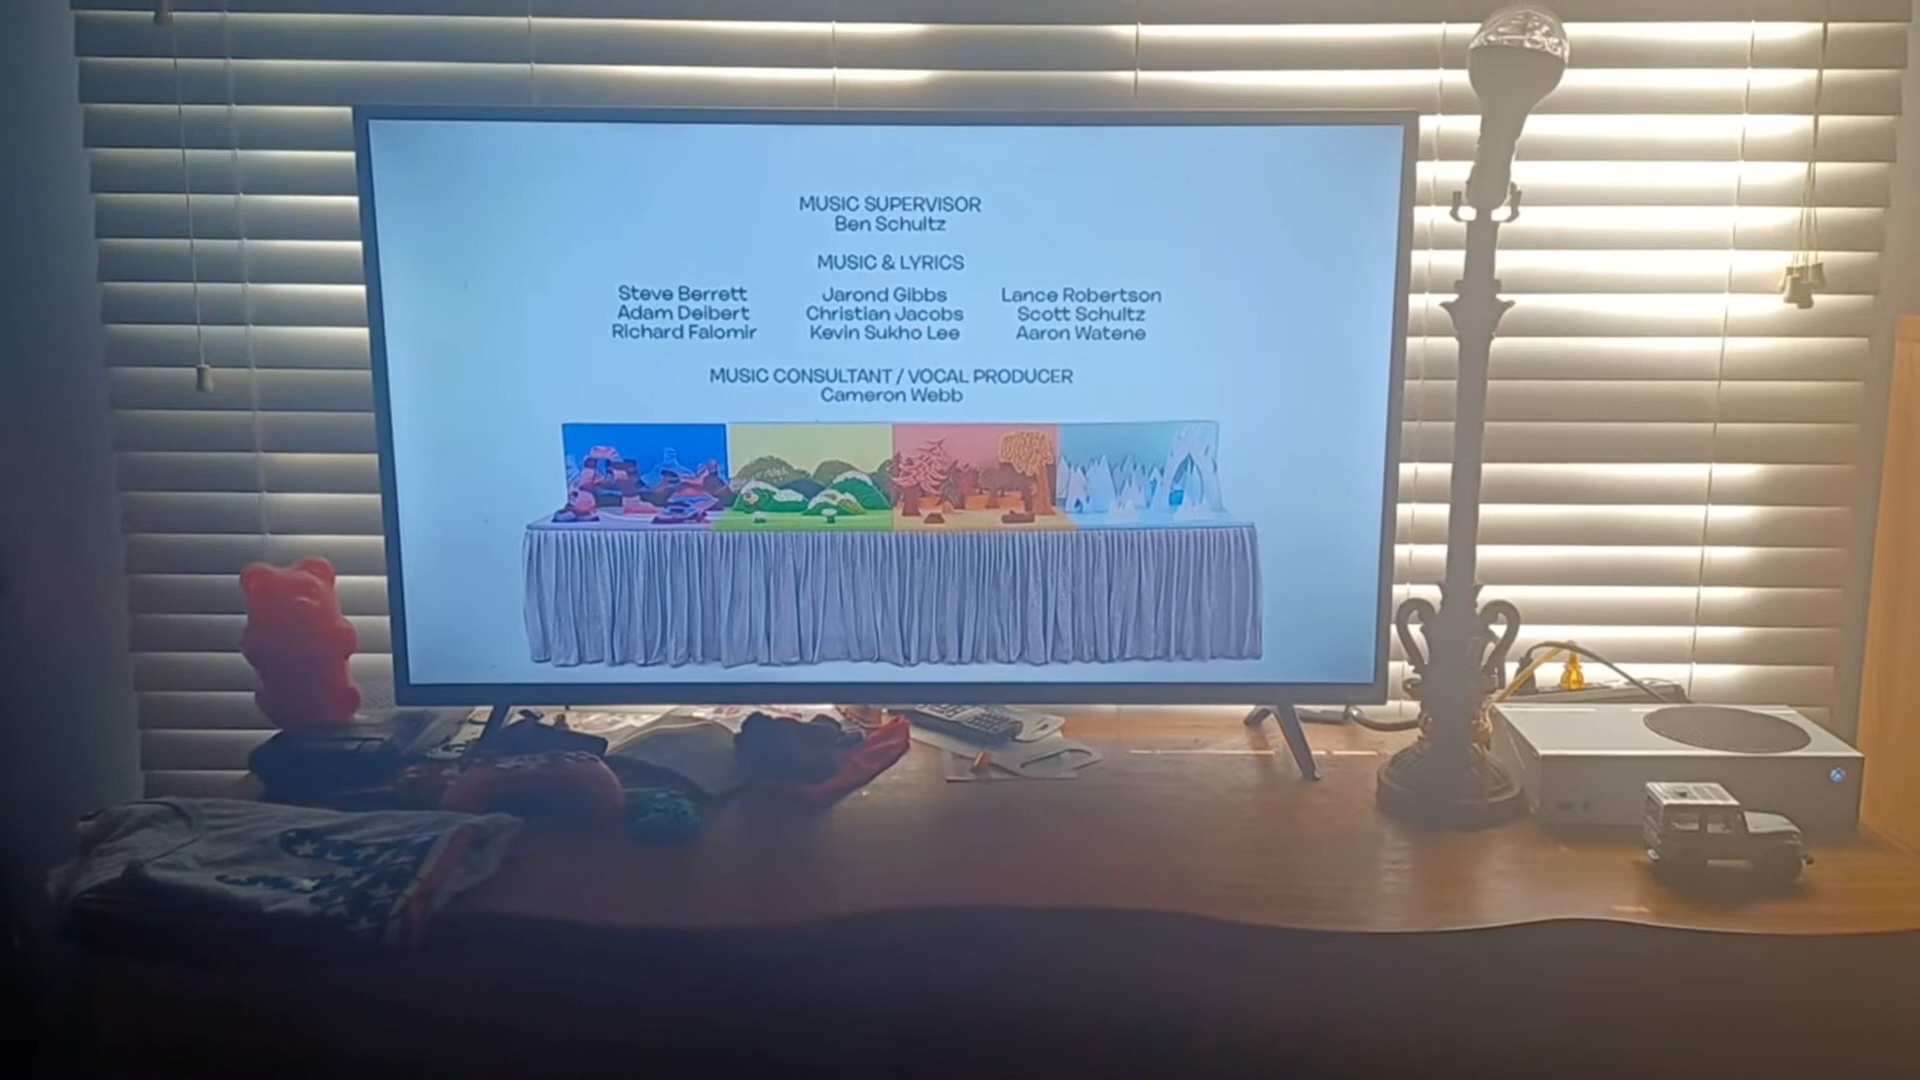 MUSIC SUPERVISOR
Ben Schultz
MUSIC & LYRICS
Steve Berrett Jarond Gibbs Lance Robertson
Adam Deibert Christian Jacobs Scott Schultz
Richard Falomir Kevin Sukho Lee Aaron Watene
MUSIC CONSULTANT / VOCAL PRODUCER
Cameron Webb